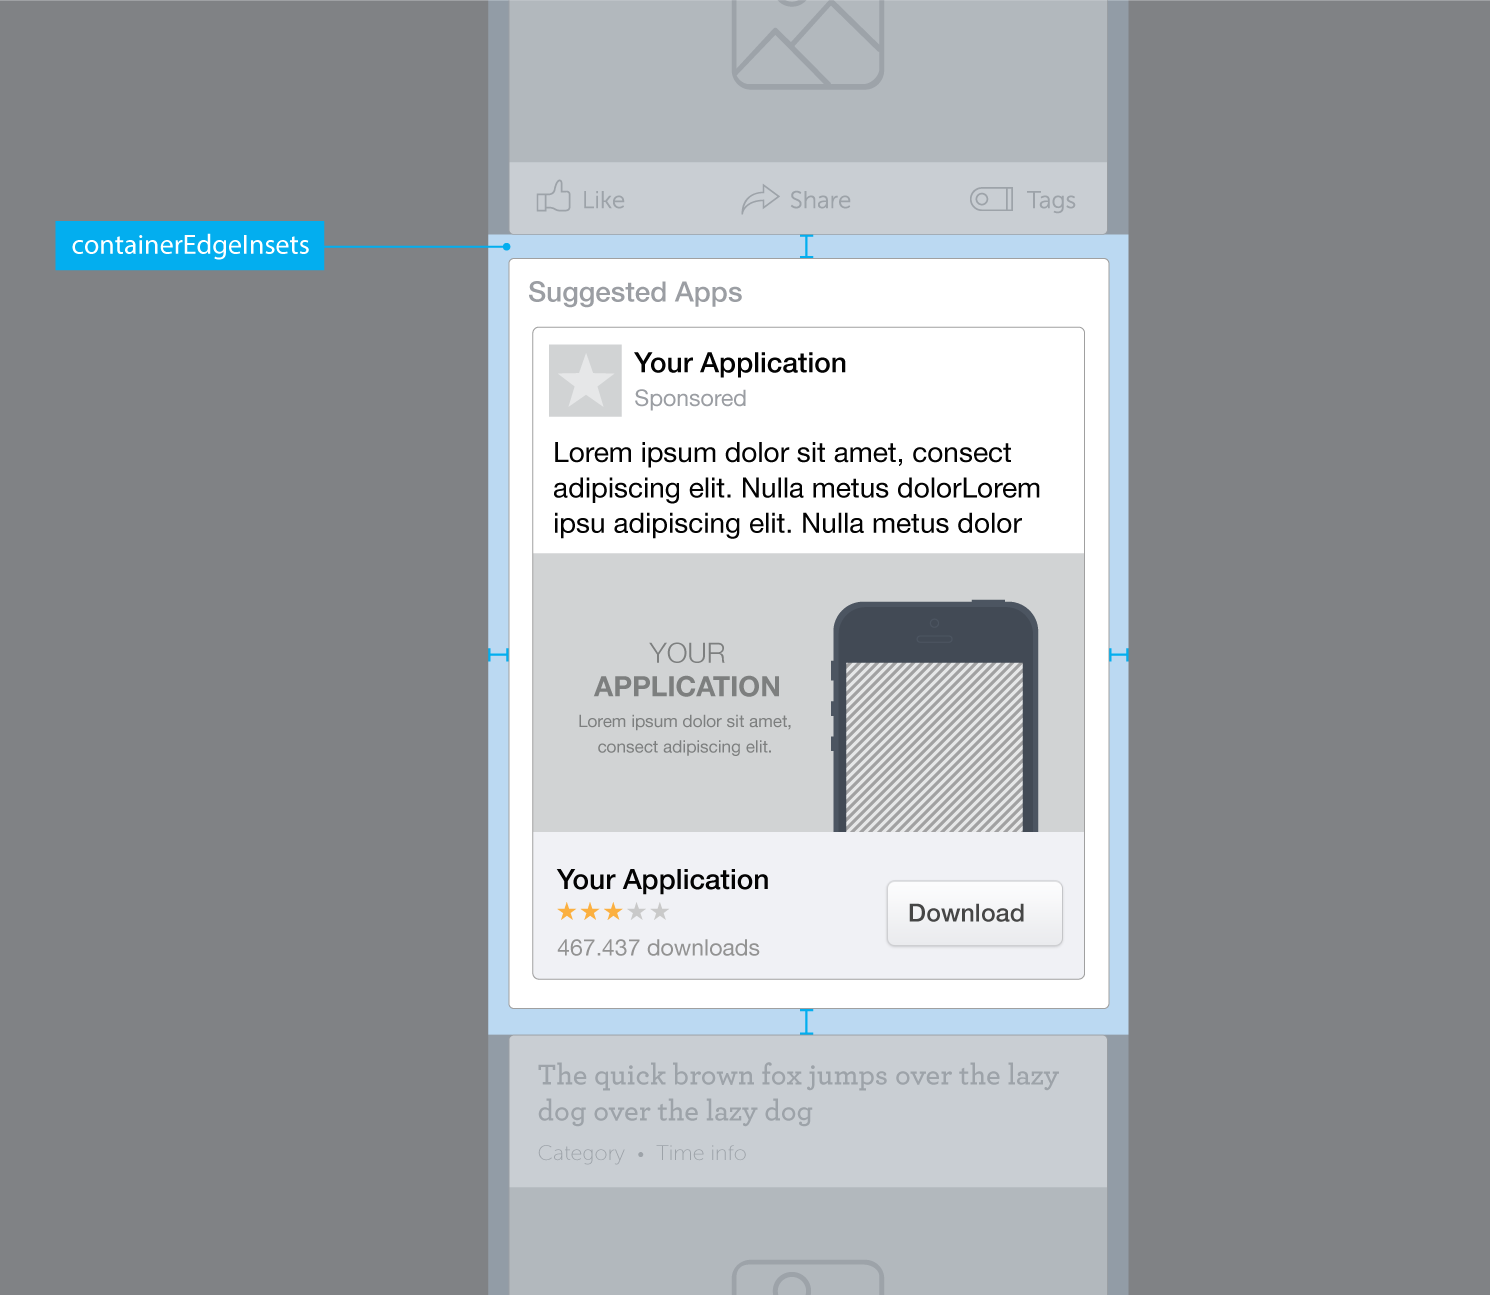 Like
Share
Tags
containerEdgeInsets
Suggested Apps
Your Application
Sponsored
Lorem ipsum dolor sit amet, consect
adipiscing elit. Nulla metus dolorLorem
ipsu adipiscing elit. Nulla metus dolor
YOUR
APPLICATION
Lorem ipsum dolor sit amet,
consect adipiscing elit.
Your Application
467.437 downloads
Download
The quick brown fox jumps over the lazy
dog over the lazy dog
Category • Time info